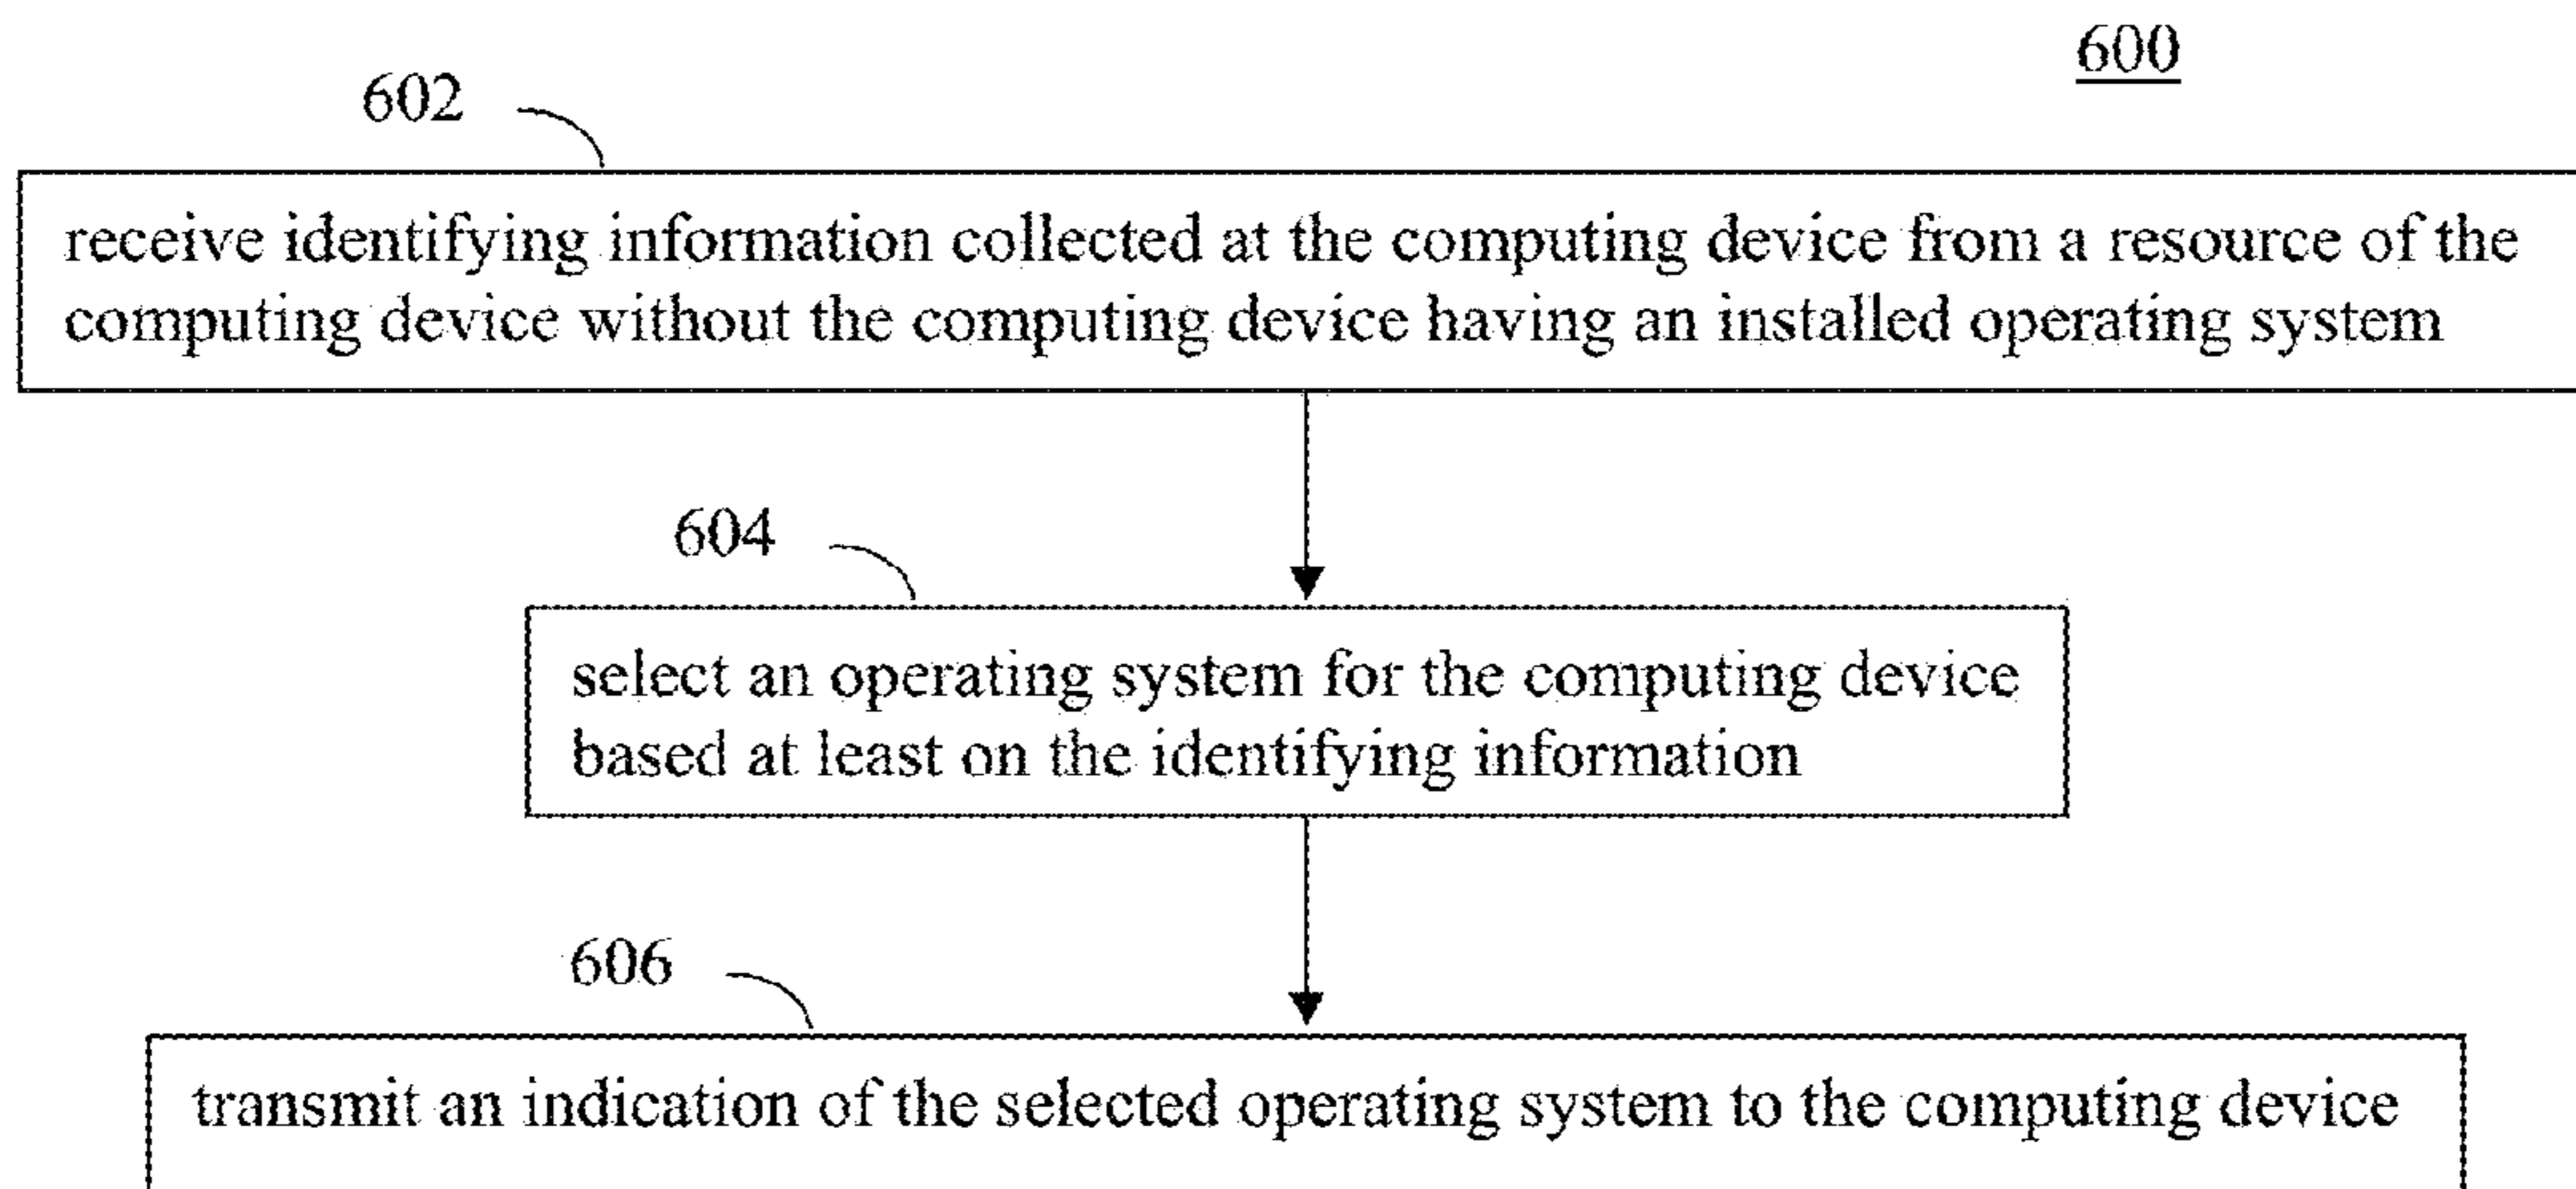 600
602
receive identifying information collected at the computing device from a resource of the
computing device without the computing device having an installed operating system
604
select an operating system for the computing device
based at least on the identifying information
606
transmit an indication of the selected operating system to the computing device